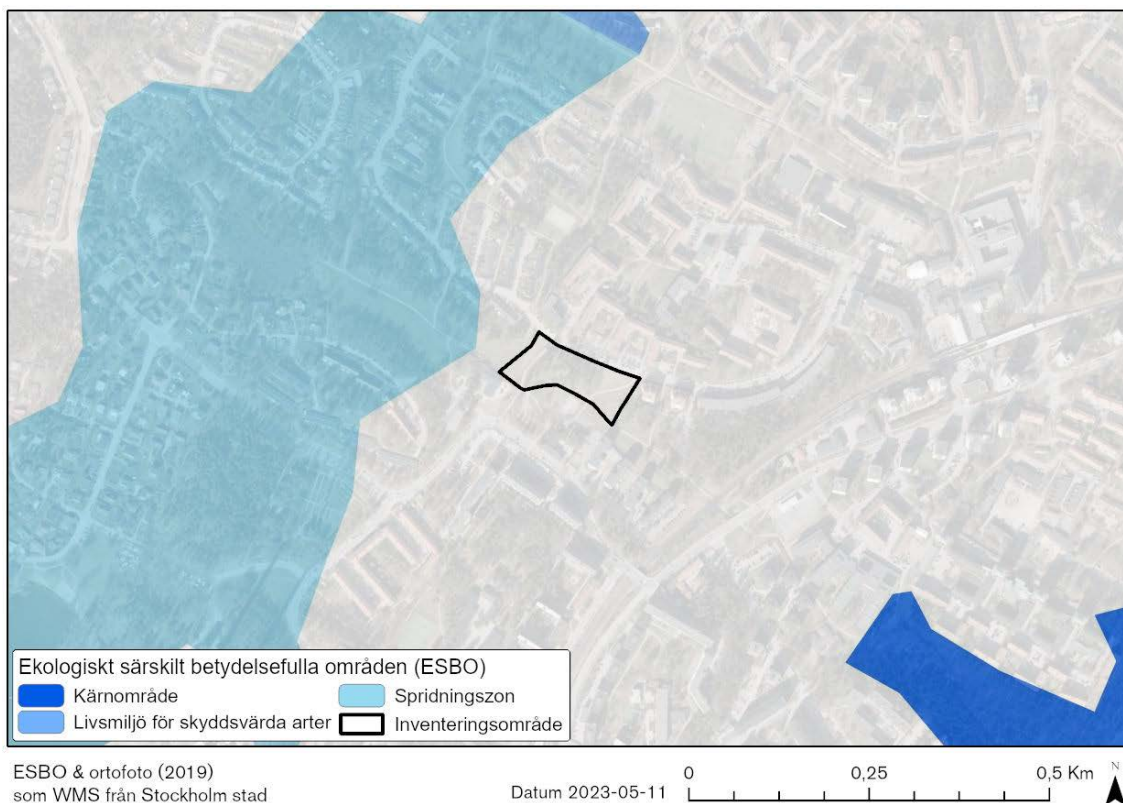 Ekologiskt särskilt betydelsefulla områden (ESBO)
Kärnområde
Spridningszon
Livsmiljö för skyddsvärda arter
Inventeringsområde
ESBO & ortofoto (2019)
som WMS från Stockholm stad
Datum 2023-05-11
0 0,25 0,5 Km
N